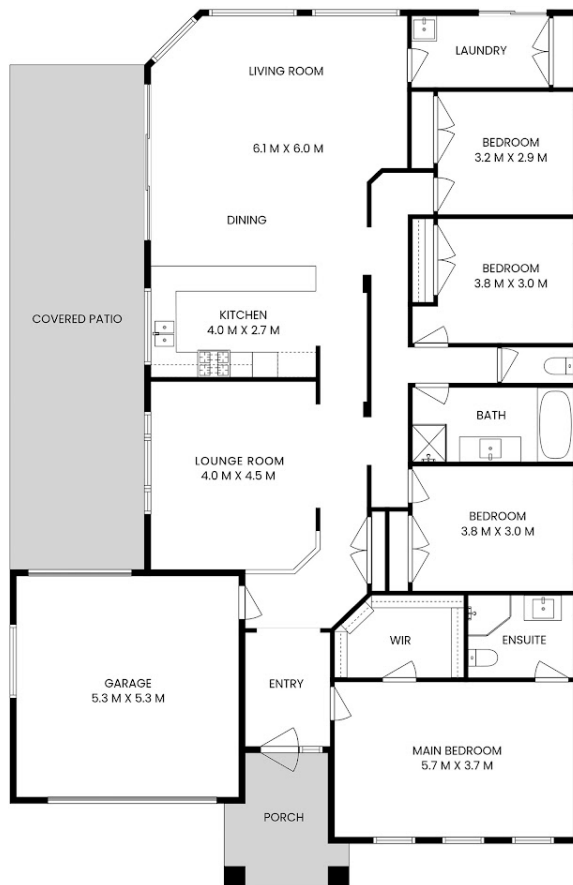 LAUNDRY
LIVING ROOM
6.1 M X 6.0 M
BEDROOM
3.2 M X 2.9 M
DINING
BEDROOM
3.8 M X 3.0 M
COVERED PATIO
KITCHEN
4.0 M X 2.7 M
BATH
LOUNGE ROOM
4.0 M X 4.5 M
BEDROOM
3.8 M X 3.0 M
WIR
ENSUITE
GARAGE
5.3 M X 5.3 M
ENTRY
MAIN BEDROOM
5.7 M X 3.7 M
PORCH